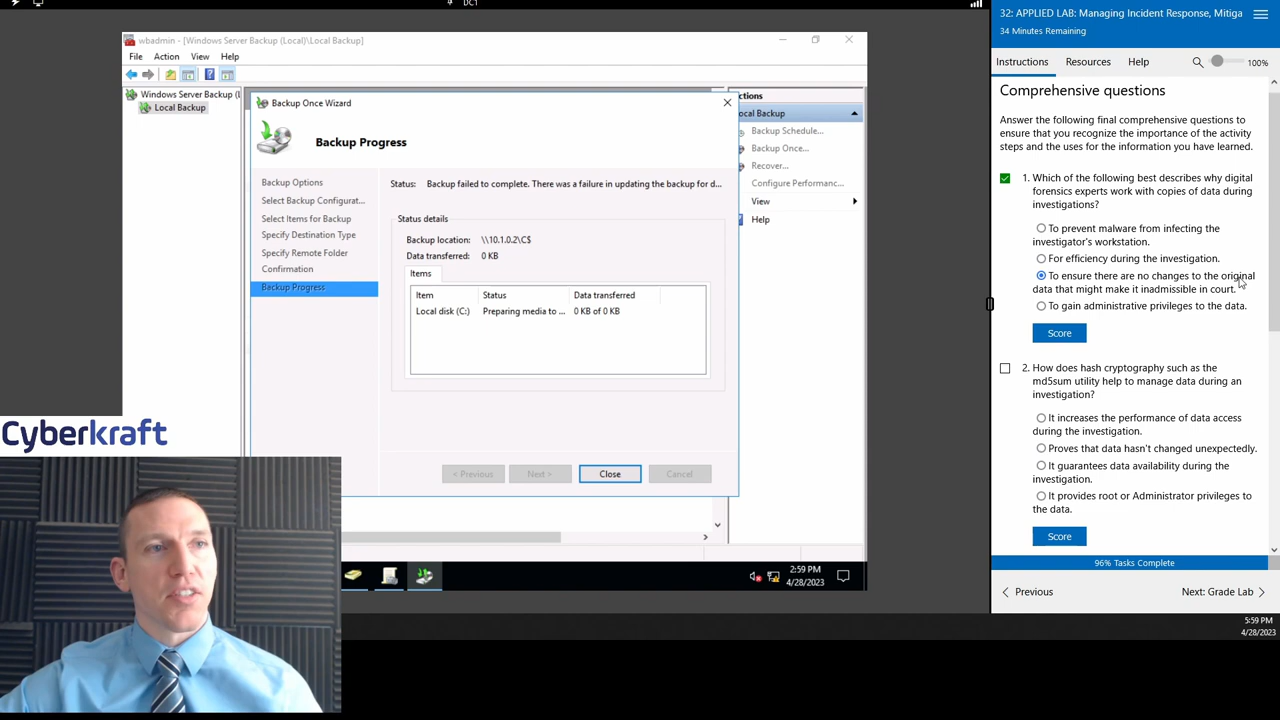 DC1
32: APPLIED LAB: Managing Incident Response, Mitiga
34 Minutes Remaining
Instructions
Resources
Help
100%
wbadmin - [Windows Server Backup (Local)\Local Backup]
File
Action
View
Help
Windows Server Backup (L
Local Backup
Backup Once Wizard
Backup Progress
Backup Options
Select Backup Configurat...
Select Items for Backup
Specify Destination Type
Specify Remote Folder
Confirmation
Backup Progress
Status:
Backup failed to complete. There was a failure in updating the backup for d...
Status details
Backup location:
\\10.1.0.2\C$
Data transferred:
0 KB
Items
Item
Status
Data transferred
Local disk (C:)
Preparing media to ...
0 KB of 0 KB
< Previous
Next >
Close
Cancel
ctions
ocal Backup
Backup Schedule...
Backup Once...
Recover...
Configure Performanc...
View
Help
2:59 PM
4/28/2023
Cyberkraft
Comprehensive questions
Answer the following final comprehensive questions to
ensure that you recognize the importance of the activity
steps and the uses for the information you have learned.
1. Which of the following best describes why digital
forensics experts work with copies of data during
investigations?
To prevent malware from infecting the
investigator's workstation.
For efficiency during the investigation.
To ensure there are no changes to the original
data that might make it inadmissible in court.
To gain administrative privileges to the data.
Score
2. How does hash cryptography such as the
md5sum utility help to manage data during an
investigation?
It increases the performance of data access
during the investigation.
Proves that data hasn't changed unexpectedly.
It guarantees data availability during the
investigation.
It provides root or Administrator privileges to
the data.
Score
96% Tasks Complete
Previous
Next: Grade Lab
5:59 PM
4/28/2023